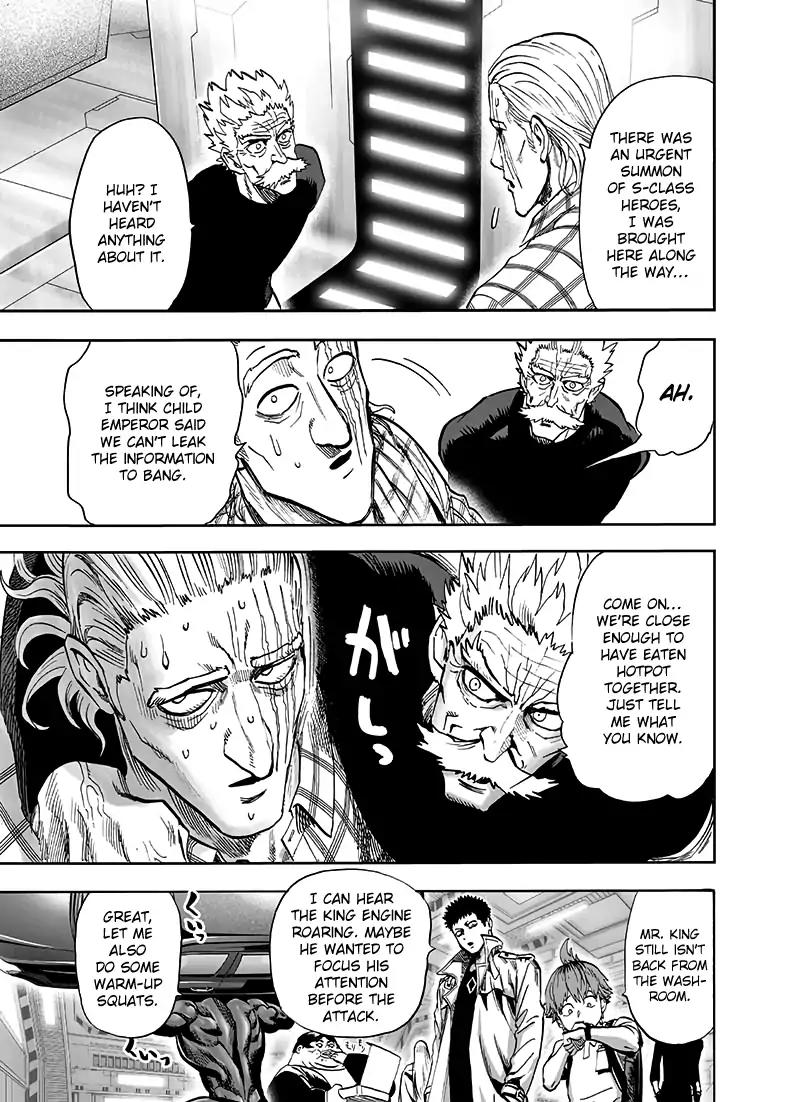 THERE WAS
AN URGENT
SUMMON
OF S-CLASS
HEROES,
I WAS
BROUGHT
HERE ALONG
THE WAY...
HUH? I
HAVEN'T
HEARD
ANYTHING
ABOUT IT.
AH.
SPEAKING OF,
I THINK CHILD
EMPEROR SAID
WE CAN'T LEAK
THE INFORMATION
TO BANG.
COME ON...
WE'RE CLOSE
ENOUGH TO
HAVE EATEN
HOTPOT
TOGETHER.
JUST TELL
ME WHAT
YOU KNOW.
がしっ
MR. KING
STILL ISN'T
BACK FROM
THE WASH-
ROOM.
I CAN HEAR
THE KING ENGINE
ROARING. MAYBE
HE WANTED TO
FOCUS HIS
ATTENTION
BEFORE THE
ATTACK.
GREAT,
LET ME
ALSO
DO SOME
WARM-UP
SQUATS.